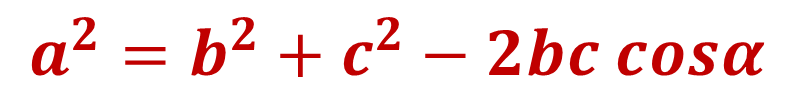 a² = b² + c² − 2bc cosα